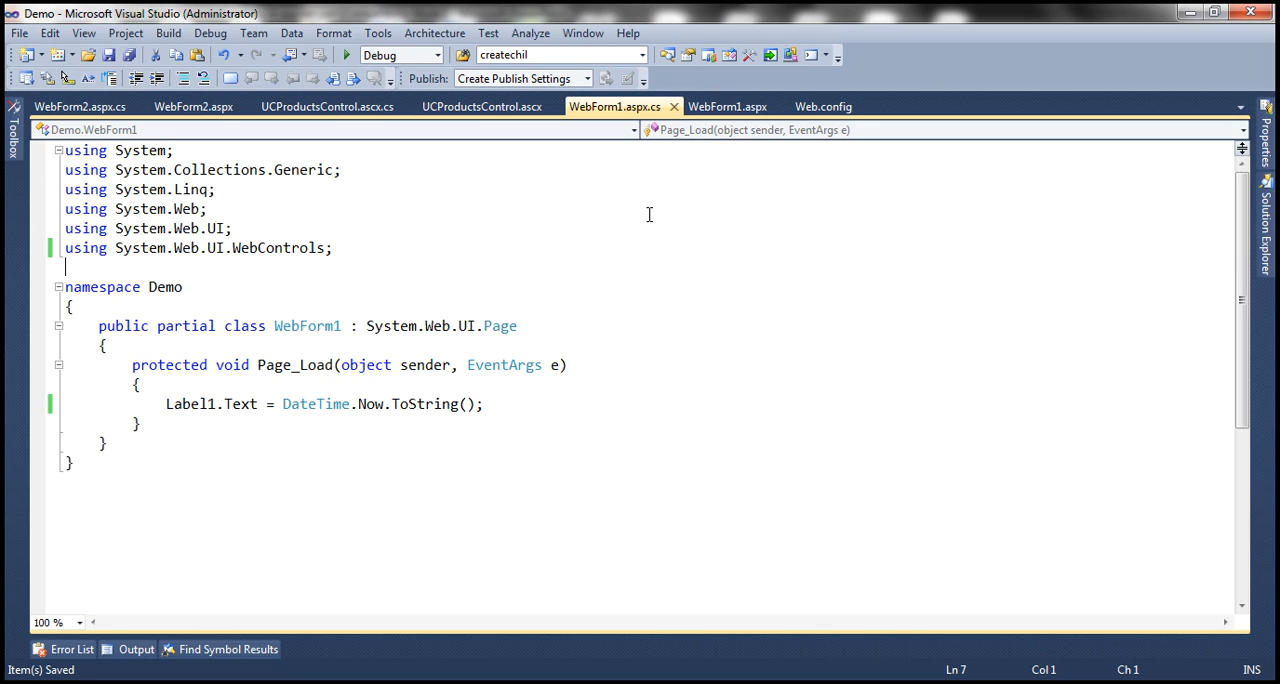 Demo - Microsoft Visual Studio (Administrator)
File Edit View Project Build Debug Team Data Format Tools Architecture Test Analyze Window Help
Debug createchil
Publish: Create Publish Settings
WebForm2.aspx.cs WebForm2.aspx UCProductsControl.ascx.cs UCProductsControl.ascx WebForm1.aspx.cs WebForm1.aspx Web.config
Toolbox
Demo.WebForm1 Page_Load(object sender, EventArgs e)
Properties
Solution Explorer
using System;
using System.Collections.Generic;
using System.Linq;
using System.Web;
using System.Web.UI;
using System.Web.UI.WebControls;
namespace Demo
{
public partial class WebForm1 : System.Web.UI.Page
{
protected void Page_Load(object sender, EventArgs e)
{
Label1.Text = DateTime.Now.ToString();
}
}
}
100 %
Error List Output Find Symbol Results
Item(s) Saved Ln 7 Col 1 Ch 1 INS